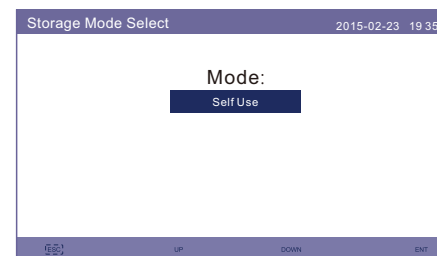 Storage Mode Select 2015-02-23 19 35
Mode:
Self Use
ESC UP DOWN ENT